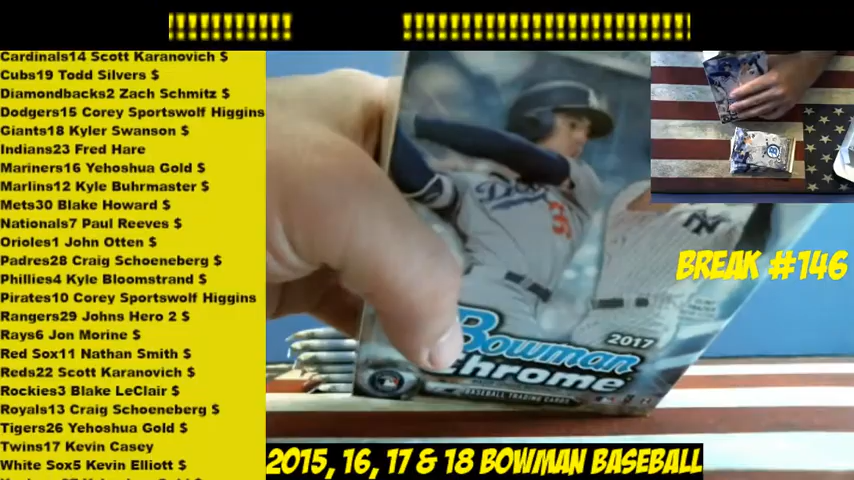 !!!!!!!!!!!!!! !!!!!!!!!!!!!!!!!!!!!!!!!!!!!!!!
Cardinals14 Scott Karanovich $
Cubs19 Todd Silvers $
Diamondbacks2 Zach Schmitz $
Dodgers15 Corey Sportswolf Higgins
Giants18 Kyler Swanson $
Indians23 Fred Hare
Mariners16 Yehoshua Gold $
Marlins12 Kyle Buhrmaster $
Mets30 Blake Howard $
Nationals7 Paul Reeves $
Orioles1 John Otten $
Padres28 Craig Schoeneberg $
Phillies4 Kyle Bloomstrand $
Pirates10 Corey Sportswolf Higgins
Rangers29 Johns Hero 2 $
Rays6 Jon Morine $
Red Sox11 Nathan Smith $
Reds22 Scott Karanovich $
Rockies3 Blake LeClair $
Royals13 Craig Schoeneberg $
Tigers26 Yehoshua Gold $
Twins17 Kevin Casey
White Sox5 Kevin Elliott $
BREAK #146
2017
Bowman
Chrome
BASEBALL TRADING CARDS
2015, 16, 17 & 18 BOWMAN BASEBALL